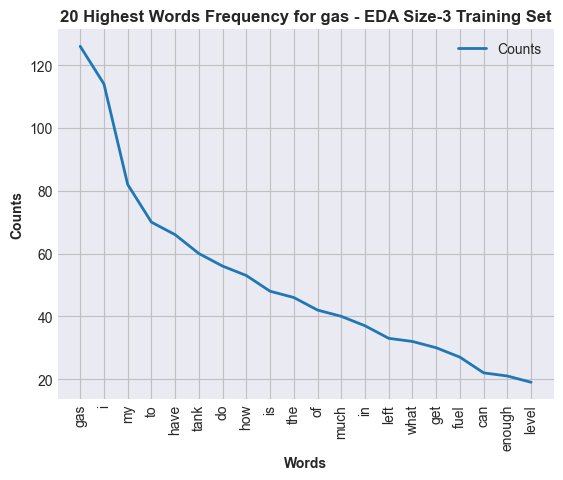 20 Highest Words Frequency for gas - EDA Size-3 Training Set
Counts
Counts
120
100
80
60
40
20
gas
i
my
to
have
tank
do
how
is
the
of
much
in
left
what
get
fuel
can
enough
level
Words